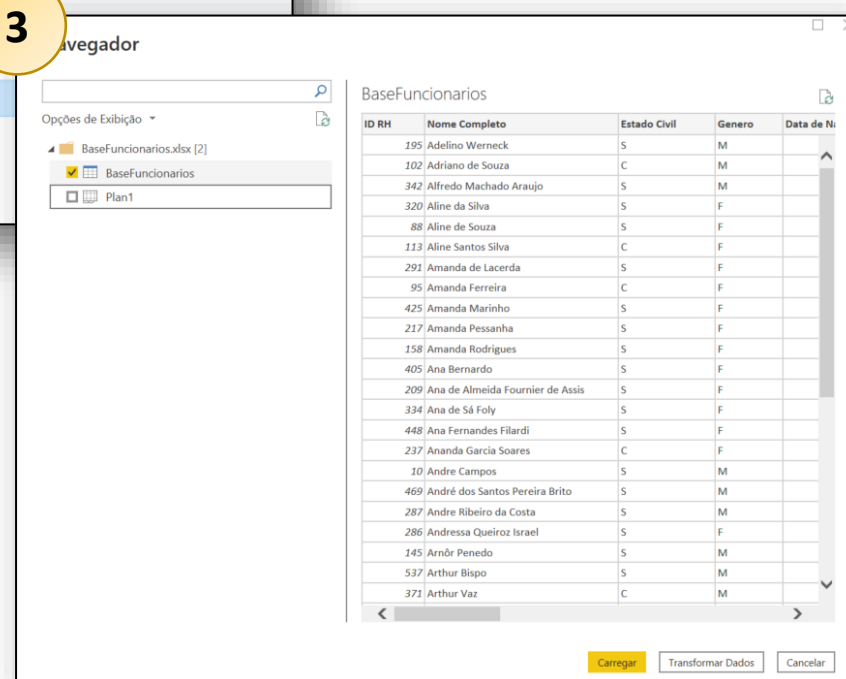 3
avegador
Opções de Exibição
BaseFuncionarios.xlsx [2]
BaseFuncionarios
Plan1
BaseFuncionarios
ID RH Nome Completo Estado Civil Genero Data de Na
195 Adelino Werneck S M
102 Adriano de Souza C M
342 Alfredo Machado Araujo S M
320 Aline da Silva S F
88 Aline de Souza S F
113 Aline Santos Silva C F
291 Amanda de Lacerda S F
95 Amanda Ferreira C F
425 Amanda Marinho S F
217 Amanda Pessanha S F
158 Amanda Rodrigues S F
405 Ana Bernardo S F
209 Ana de Almeida Fournier de Assis S F
334 Ana de Sá Foly S F
448 Ana Fernandes Filardi S F
237 Ananda Garcia Soares C F
10 Andre Campos S M
469 André dos Santos Pereira Brito S M
287 Andre Ribeiro da Costa S M
286 Andressa Queiroz Israel S F
145 Arnôr Penedo S M
537 Arthur Bispo S M
371 Arthur Vaz C M
Carregar Transformar Dados Cancelar